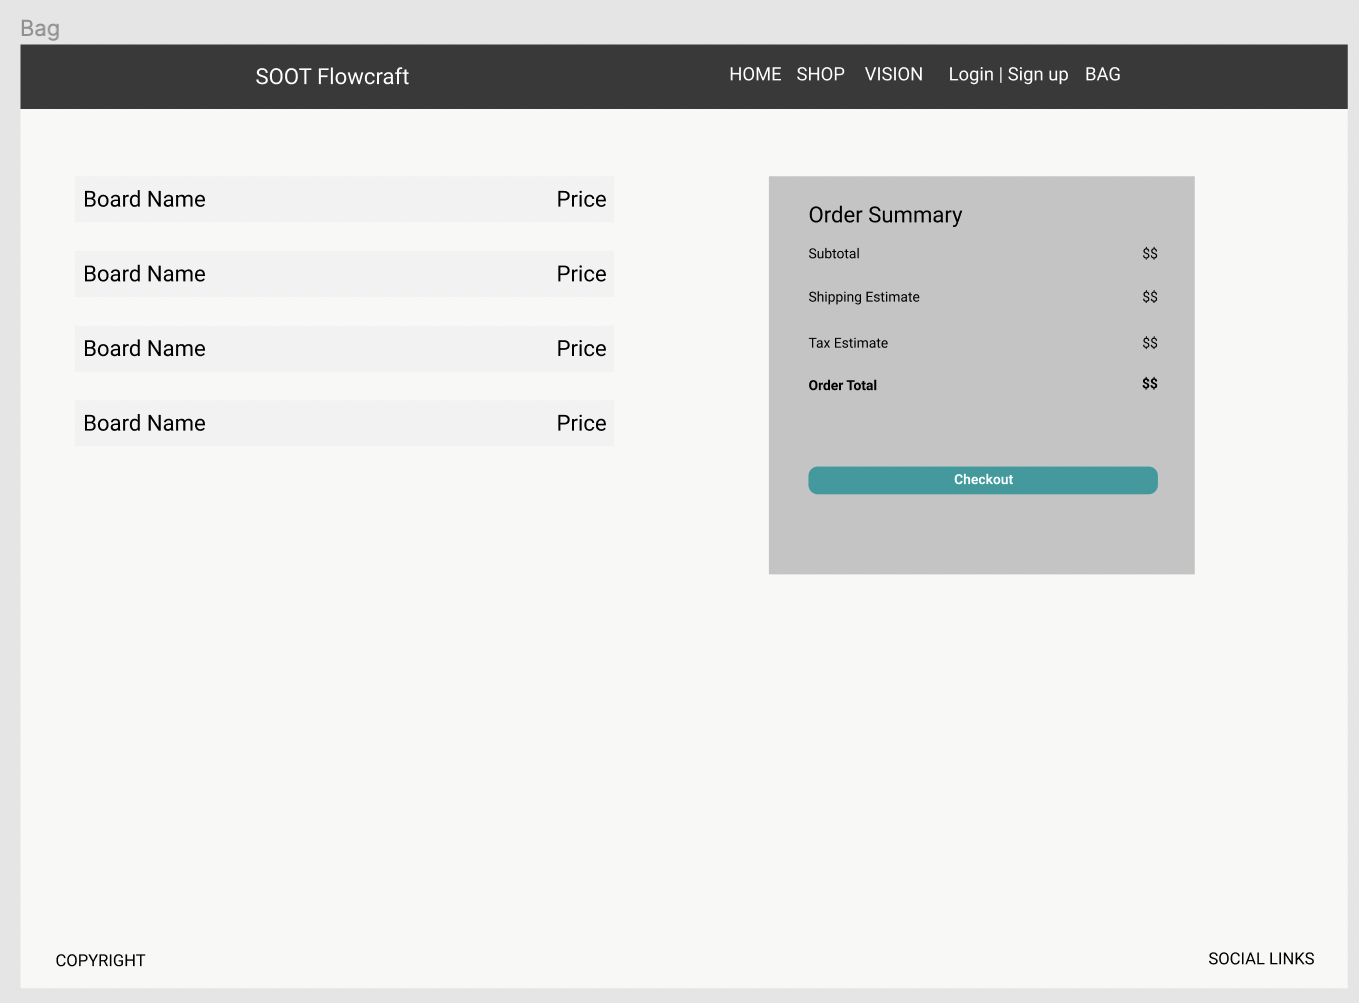 Bag
SOOT Flowcraft
HOME SHOP VISION Login | Sign up BAG
Board Name Price
Board Name Price
Board Name Price
Board Name Price
Order Summary
Subtotal $$
Shipping Estimate $$
Tax Estimate $$
Order Total $$
Checkout
COPYRIGHT
SOCIAL LINKS